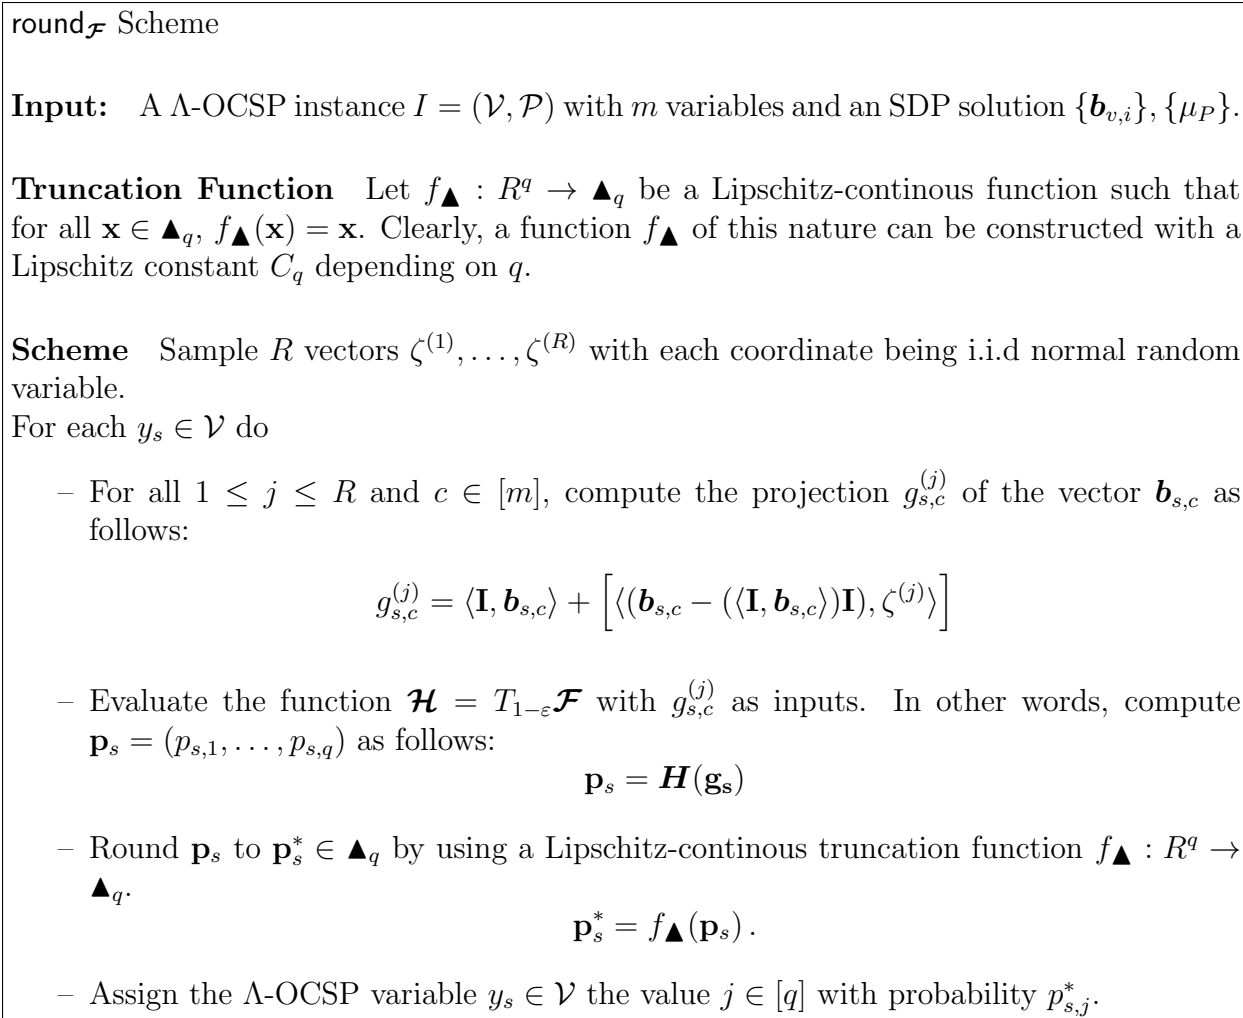 round_𝓕 Scheme
Input: A Λ-OCSP instance I = (𝒱, 𝒫) with m variables and an SDP solution {𝒃_{v,i}}, {μ_P}.
Truncation Function Let f_▲ : R^q → ▲_q be a Lipschitz-continous function such that
for all 𝐱 ∈ ▲_q, f_▲(𝐱) = 𝐱. Clearly, a function f_▲ of this nature can be constructed with a
Lipschitz constant C_q depending on q.
Scheme Sample R vectors ζ^{(1)}, . . . , ζ^{(R)} with each coordinate being i.i.d normal random
variable.
For each y_s ∈ 𝒱 do
– For all 1 ≤ j ≤ R and c ∈ [m], compute the projection g_{s,c}^{(j)} of the vector 𝒃_{s,c} as
follows:
g_{s,c}^{(j)} = ⟨𝐈, 𝒃_{s,c}⟩ + [⟨(𝒃_{s,c} − (⟨𝐈, 𝒃_{s,c}⟩)𝐈), ζ^{(j)}⟩]
– Evaluate the function 𝓗 = T_{1−ε}𝓕 with g_{s,c}^{(j)} as inputs. In other words, compute
𝐩_s = (p_{s,1}, . . . , p_{s,q}) as follows:
𝐩_s = 𝑯(𝐠_𝐬)
– Round 𝐩_s to 𝐩_s^* ∈ ▲_q by using a Lipschitz-continous truncation function f_▲ : R^q →
▲_q.
𝐩_s^* = f_▲(𝐩_s) .
– Assign the Λ-OCSP variable y_s ∈ 𝒱 the value j ∈ [q] with probability p_{s,j}^*.